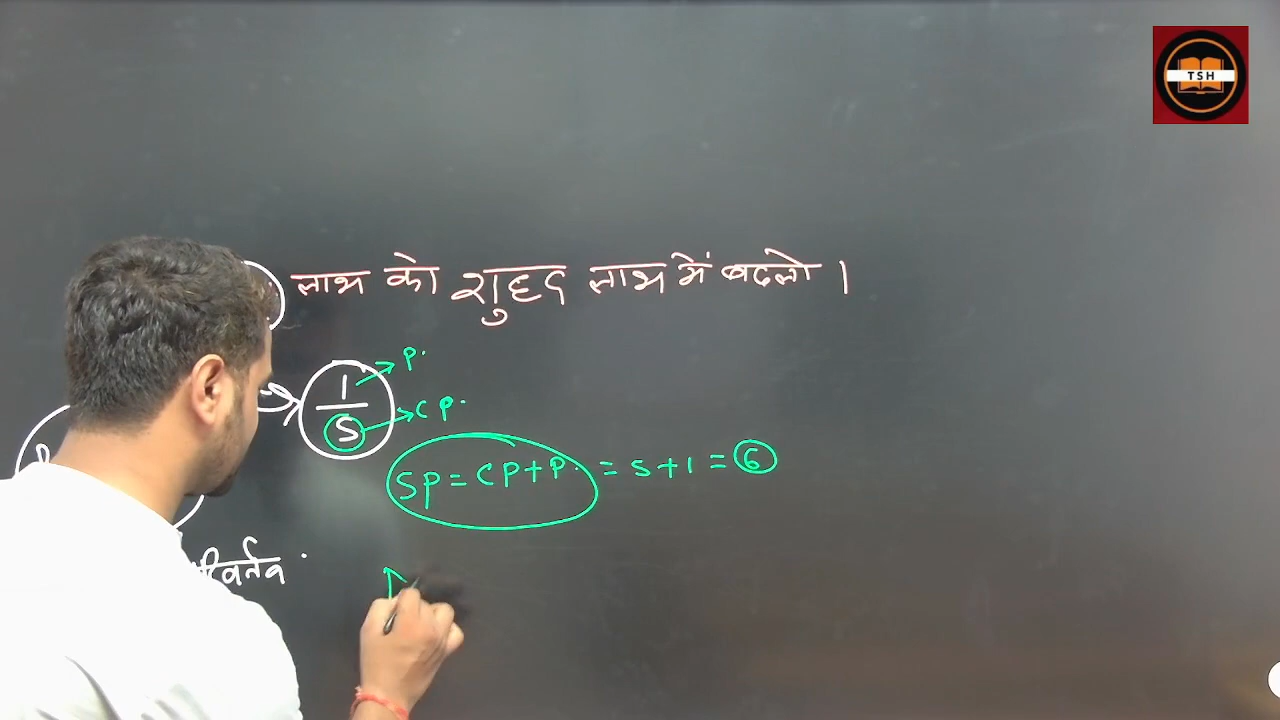 TSH
लाभ को शुद्द लाभ में बदलो ।
1 → P.
5 → CP.
SP = CP + P. = 5 + 1 = 6